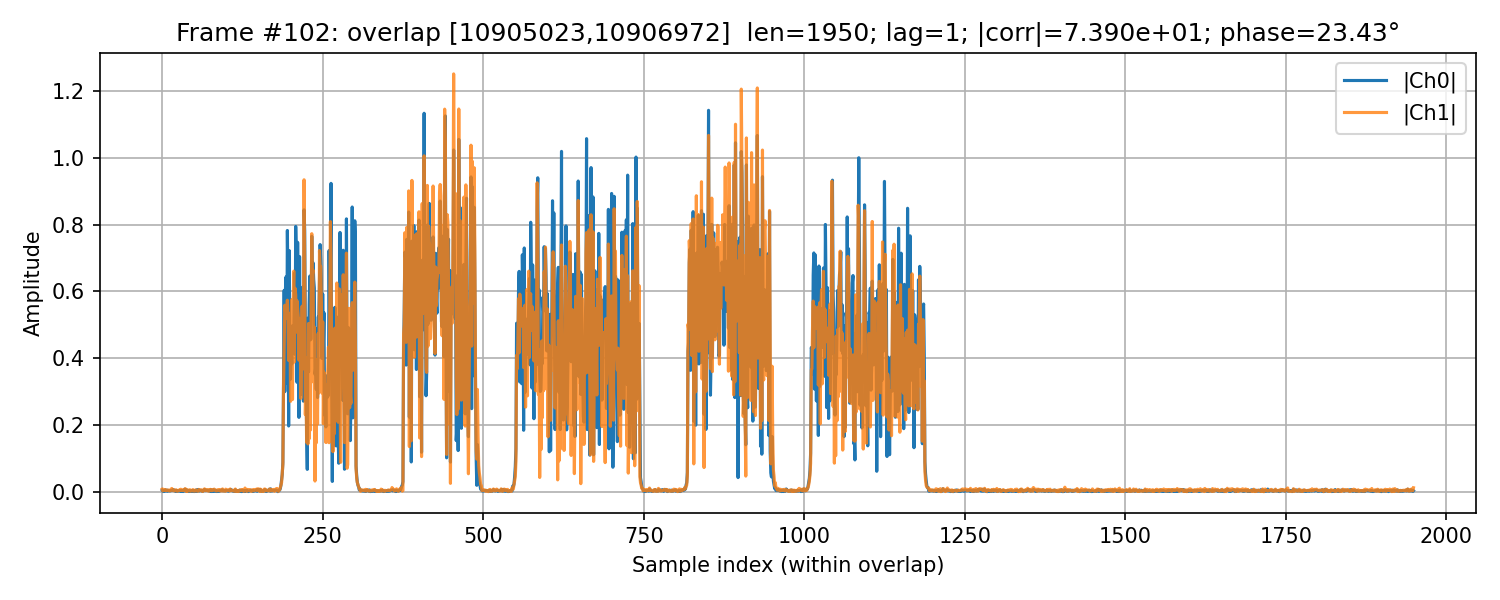 Frame #102: overlap [10905023,10906972]  len=1950; lag=1; |corr|=7.390e+01; phase=23.43°
|Ch0|
|Ch1|
Amplitude
1.2
1.0
0.8
0.6
0.4
0.2
0.0
0 250 500 750 1000 1250 1500 1750 2000
Sample index (within overlap)